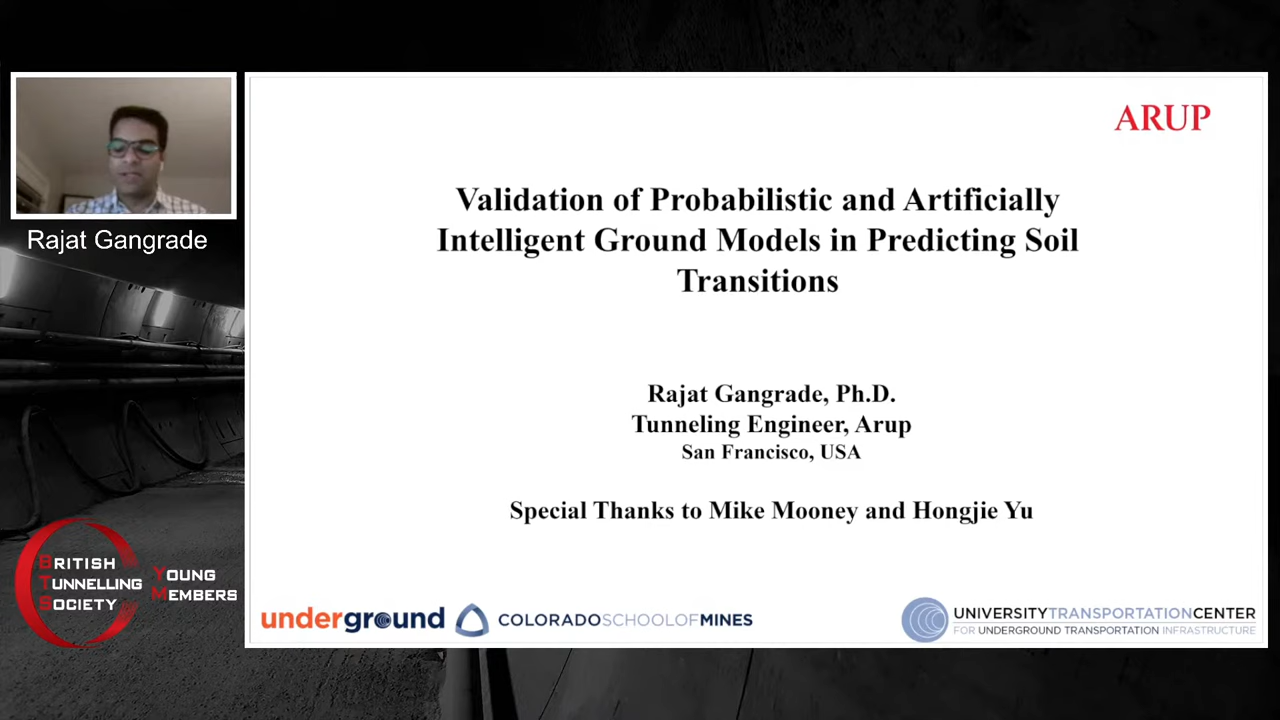 ARUP
Validation of Probabilistic and Artificially
Intelligent Ground Models in Predicting Soil
Transitions
Rajat Gangrade
Rajat Gangrade, Ph.D.
Tunneling Engineer, Arup
San Francisco, USA
Special Thanks to Mike Mooney and Hongjie Yu
BRITISH
TUNNELLING
SOCIETY
YOUNG
MEMBERS
underground
COLORADOSCHOOLOFMINES
UNIVERSITYTRANSPORTATIONCENTER
FOR UNDERGROUND TRANSPORTATION INFRASTRUCTURE